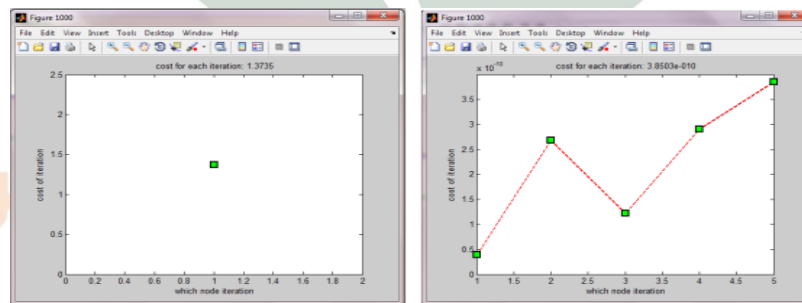 Figure 1000
File Edit View Insert Tools Desktop Window Help
cost for each iteration: 1.3735
2.5
2
1.5
1
0.5
0
cost of iteration
0 0.2 0.4 0.6 0.8 1 1.2 1.4 1.6 1.8 2
which node iteration
Figure 1000
File Edit View Insert Tools Desktop Window Help
x 10⁻¹⁰ cost for each iteration: 3.8503e-010
3.5
3
2.5
2
1.5
1
0.5
0
cost of iteration
1 1.5 2 2.5 3 3.5 4 4.5 5
which node iteration